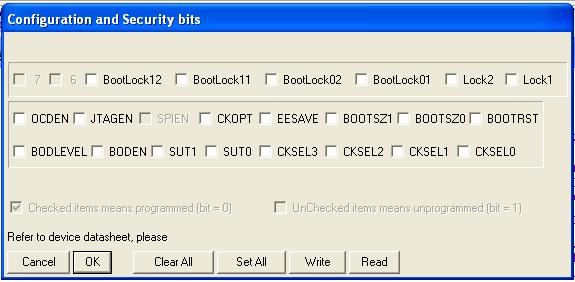 Configuration and Security bits
7 6 BootLock12 BootLock11 BootLock02 BootLock01 Lock2 Lock1
OCDEN JTAGEN SPIEN CKOPT EESAVE BOOTSZ1 BOOTSZ0 BOOTRST
BODLEVEL BODEN SUT1 SUT0 CKSEL3 CKSEL2 CKSEL1 CKSEL0
Checked items means programmed (bit = 0) UnChecked items means unprogrammed (bit = 1)
Refer to device datasheet, please
Cancel OK Clear All Set All Write Read